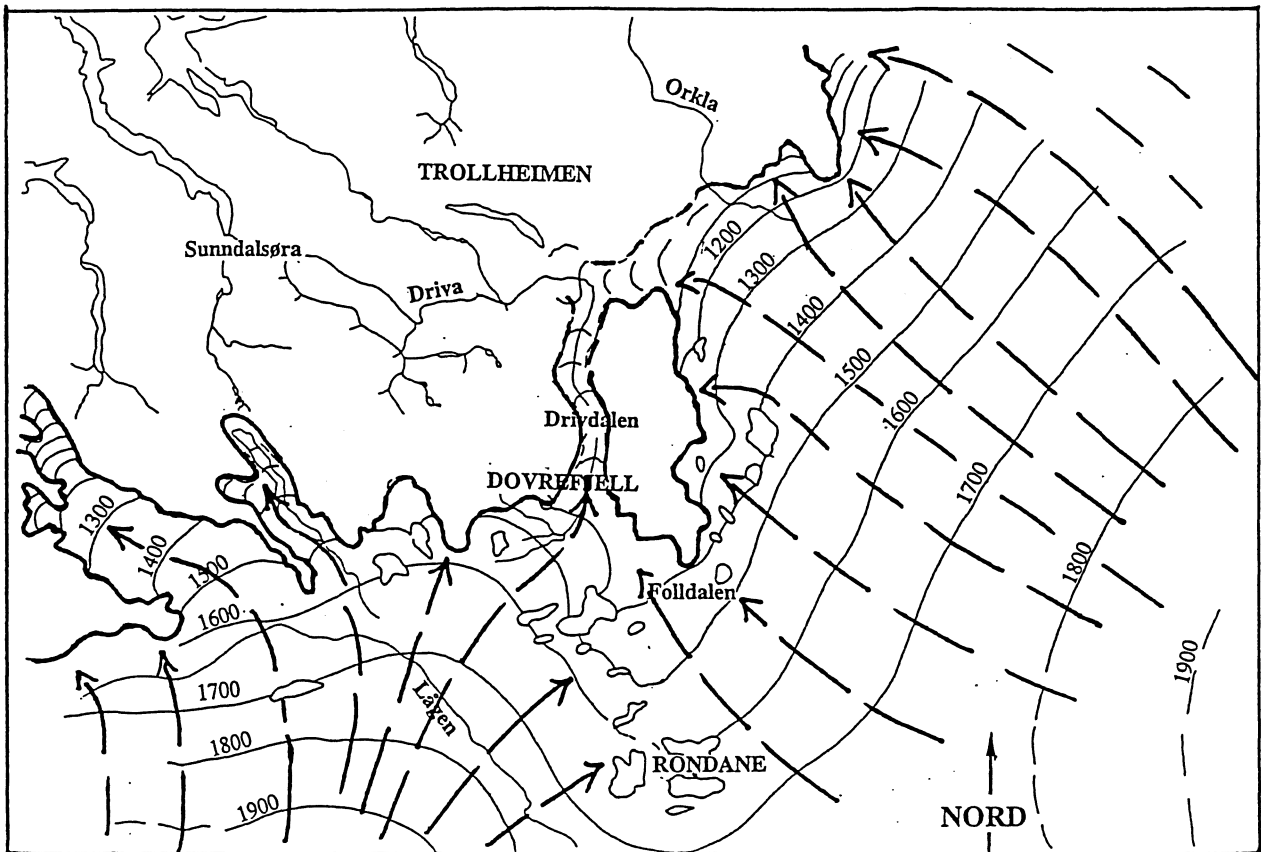 Orkla
TROLLHEIMEN
Sunndalsøra
1200
1300
Driva
1400
1500
1600
Drivdalen
DOVREFJELL
1700
1300
1400
1500
1800
Folldalen
1600
1900
1700
Lågen
1800
RONDANE
1900
NORD